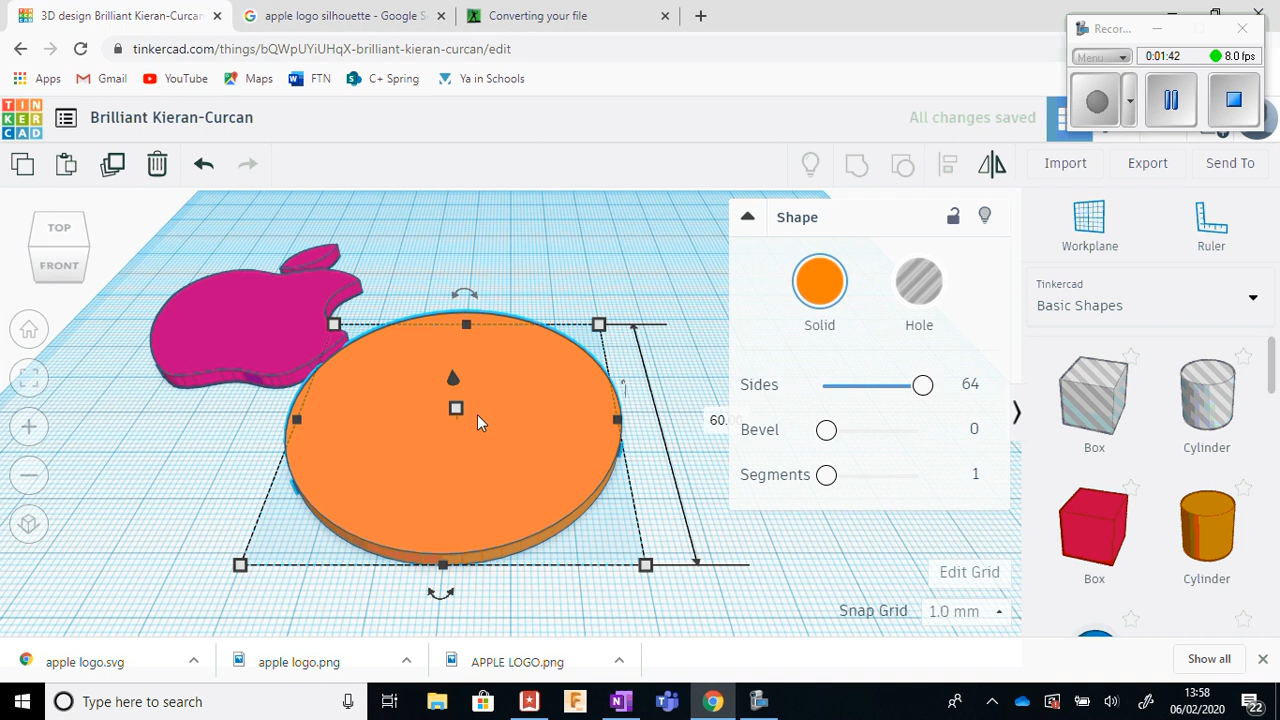 3D design Brilliant Kieran-Curcan
apple logo silhouette - Google S
Converting your file
Recor...
tinkercad.com/things/bQWpUYiUHqX-brilliant-kieran-curcan/edit
Menu
0:01:42
8.0 fps
Apps
Gmail
YouTube
Maps
FTN
C+ Spring
Ya in Schools
TIN
KER
CAD
Brilliant Kieran-Curcan
All changes saved
Import
Export
Send To
TOP
FRONT
Shape
Solid
Hole
Sides
64
Bevel
0
Segments
1
60.
Workplane
Ruler
Tinkercad
Basic Shapes
Box
Cylinder
Box
Cylinder
Edit Grid
Snap Grid
1.0 mm
apple logo.svg
apple logo.png
APPLE LOGO.png
Show all
Type here to search
13:58
06/02/2020
22